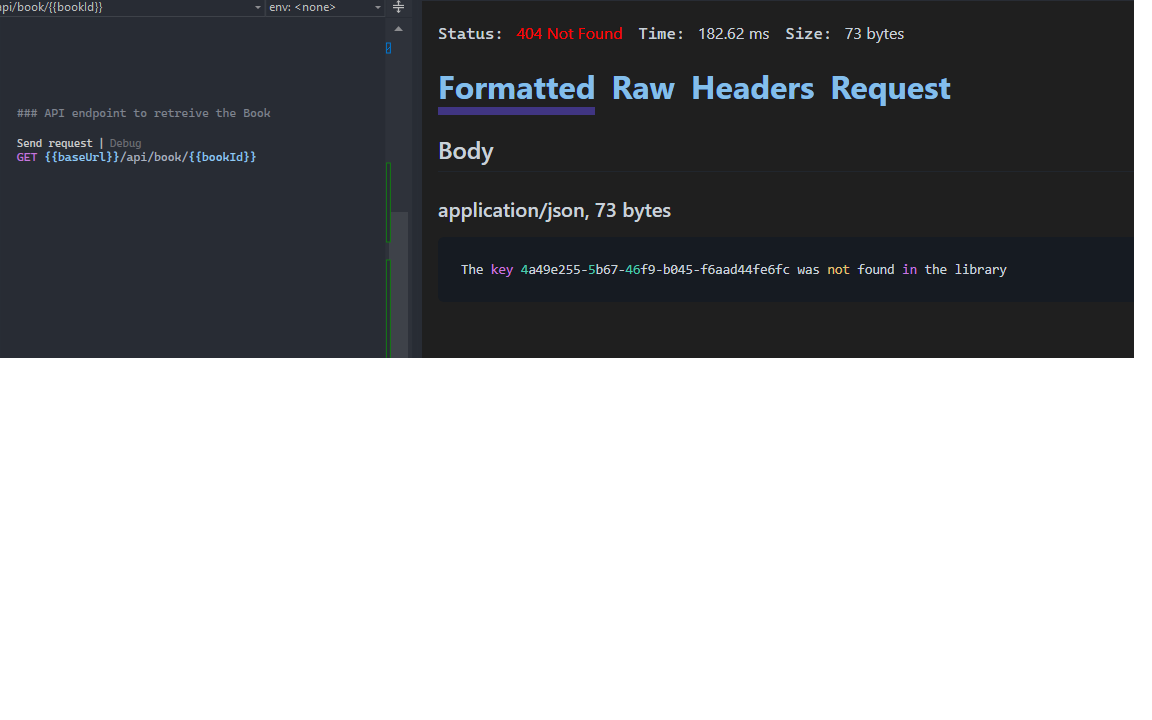 pi/book/{{bookId}}
env: <none>
### API endpoint to retreive the Book
Send request | Debug
GET {{baseUrl}}/api/book/{{bookId}}
Status: 404 Not Found Time: 182.62 ms Size: 73 bytes
Formatted Raw Headers Request
Body
application/json, 73 bytes
The key 4a49e255-5b67-46f9-b045-f6aad44fe6fc was not found in the library